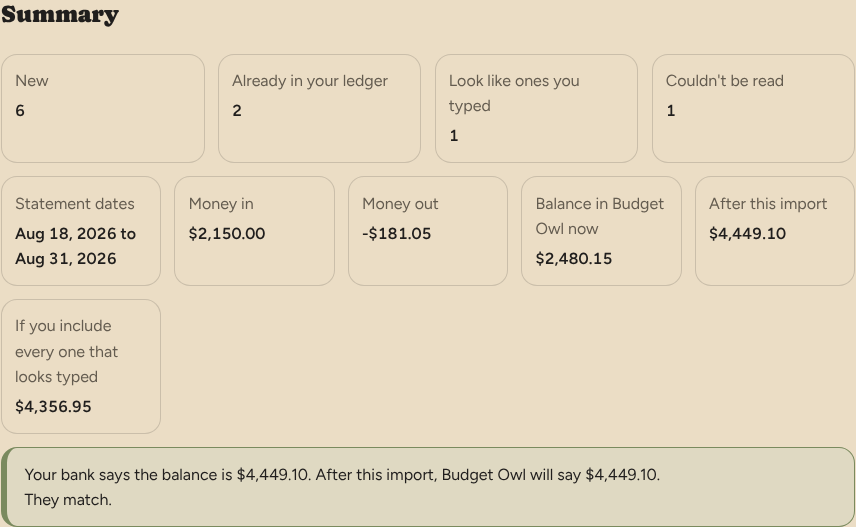 Summary
New
6
Already in your ledger
2
Look like ones you
typed
1
Couldn't be read
1
Statement dates
Aug 18, 2026 to
Aug 31, 2026
Money in
$2,150.00
Money out
-$181.05
Balance in Budget
Owl now
$2,480.15
After this import
$4,449.10
If you include
every one that
looks typed
$4,356.95
Your bank says the balance is $4,449.10. After this import, Budget Owl will say $4,449.10.
They match.